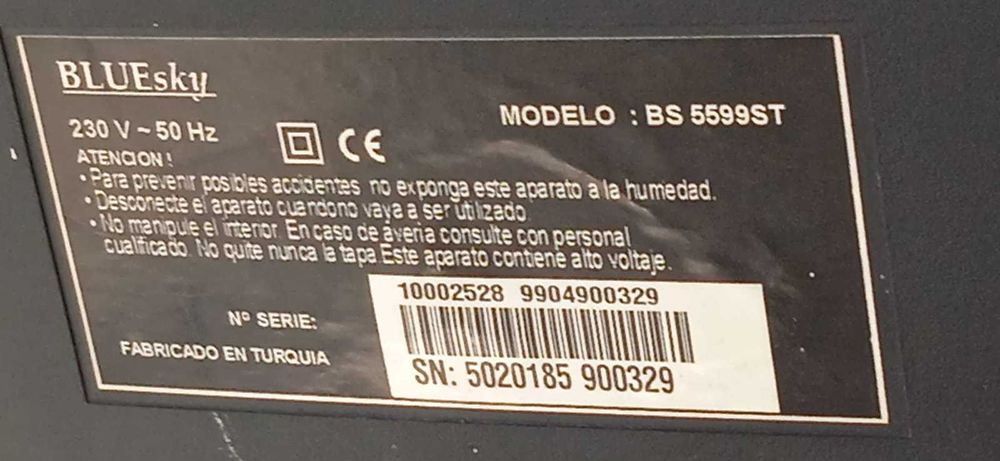 BLUEsky
230 V ~ 50 Hz
CE
MODELO : BS 5599ST
ATENCION !
• Para prevenir posibles accidentes no exponga este aparato a la humedad.
• Desconecte el aparato cuandono vaya a ser utilizado.
• No manipule el interior. En caso de averia consulte con personal
cualificado. No quite nunca la tapa Este aparato contiene alto voltaje.
10002528 9904900329
Nº SERIE:
SN: 5020185 900329
FABRICADO EN TURQUIA